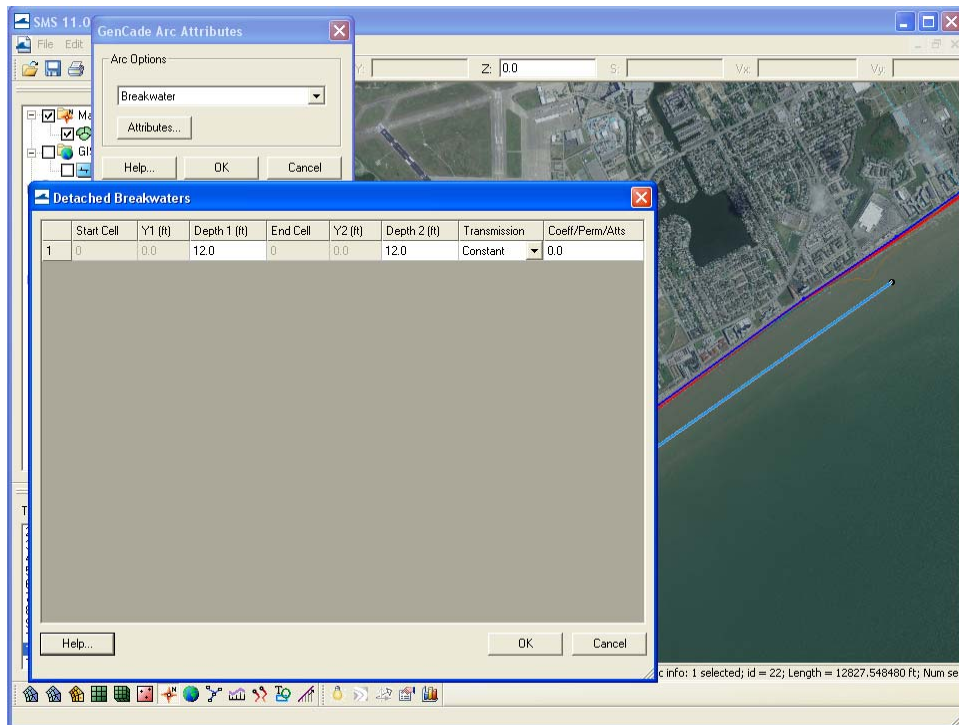 SMS 11.0
GenCade Arc Attributes
File Edit
Arc Options
Y:
Z: 0.0
S:
Vx:
Vy:
Breakwater
Attributes...
Help... OK Cancel
Detached Breakwaters
Start Cell Y1 (ft) Depth 1 (ft) End Cell Y2 (ft) Depth 2 (ft) Transmission Coeff/Perm/Atts
1 0 0.0 12.0 0 0.0 12.0 Constant 0.0
Help... OK Cancel
info: 1 selected; id = 22; Length = 12827.548480 ft; Num se